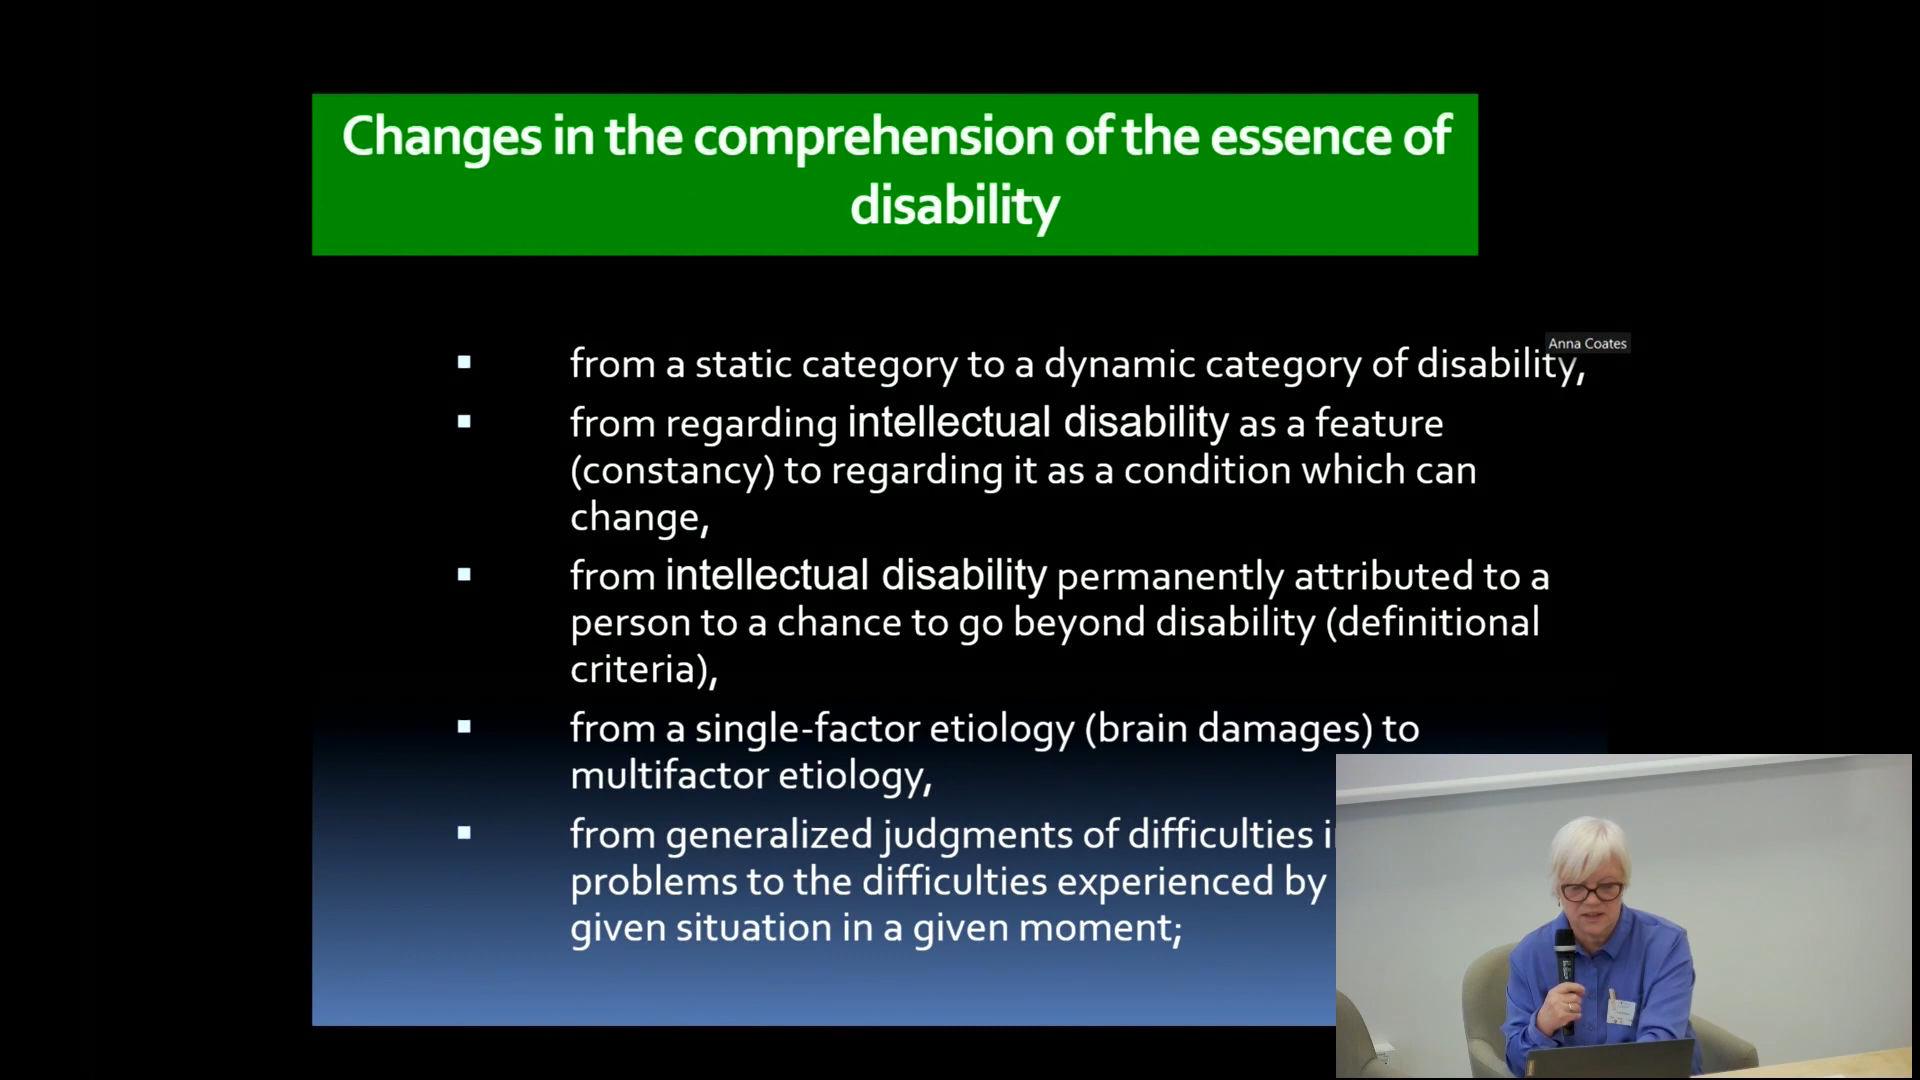 Changes in the comprehension of the essence of
disability
Anna Coates
from a static category to a dynamic category of disability,
from regarding intellectual disability as a feature
(constancy) to regarding it as a condition which can
change,
from intellectual disability permanently attributed to a
person to a chance to go beyond disability (definitional
criteria),
from a single-factor etiology (brain damages) to
multifactor etiology,
from generalized judgments of difficulties
problems to the difficulties experienced by
given situation in a given moment;